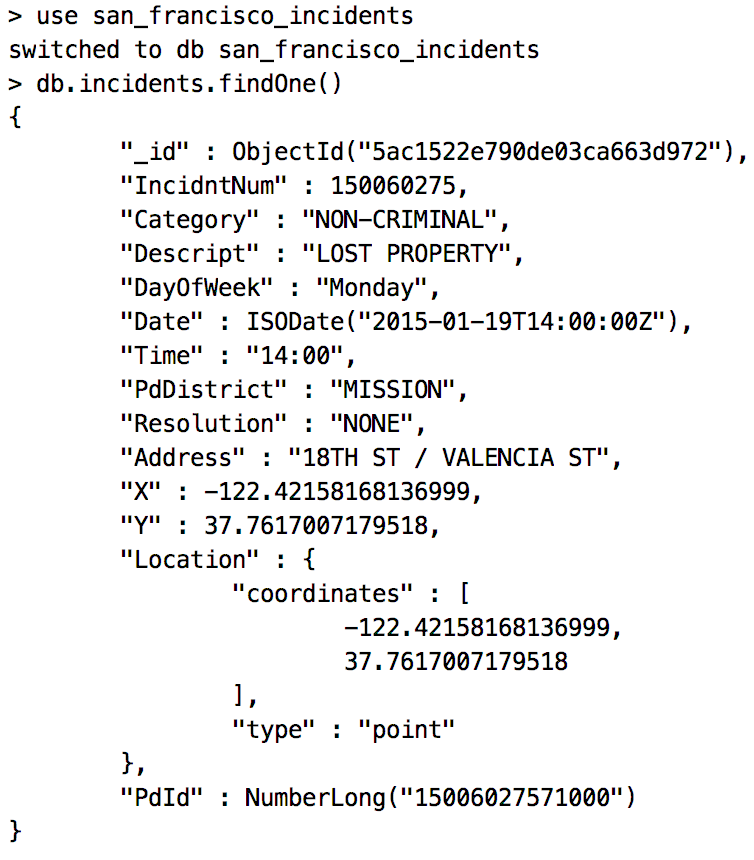 > use san_francisco_incidents
switched to db san_francisco_incidents
> db.incidents.findOne()
{
"_id" : ObjectId("5ac1522e790de03ca663d972"),
"IncidntNum" : 150060275,
"Category" : "NON-CRIMINAL",
"Descript" : "LOST PROPERTY",
"DayOfWeek" : "Monday",
"Date" : ISODate("2015-01-19T14:00:00Z"),
"Time" : "14:00",
"PdDistrict" : "MISSION",
"Resolution" : "NONE",
"Address" : "18TH ST / VALENCIA ST",
"X" : -122.42158168136999,
"Y" : 37.7617007179518,
"Location" : {
"coordinates" : [
-122.42158168136999,
37.7617007179518
],
"type" : "point"
},
"PdId" : NumberLong("15006027571000")
}